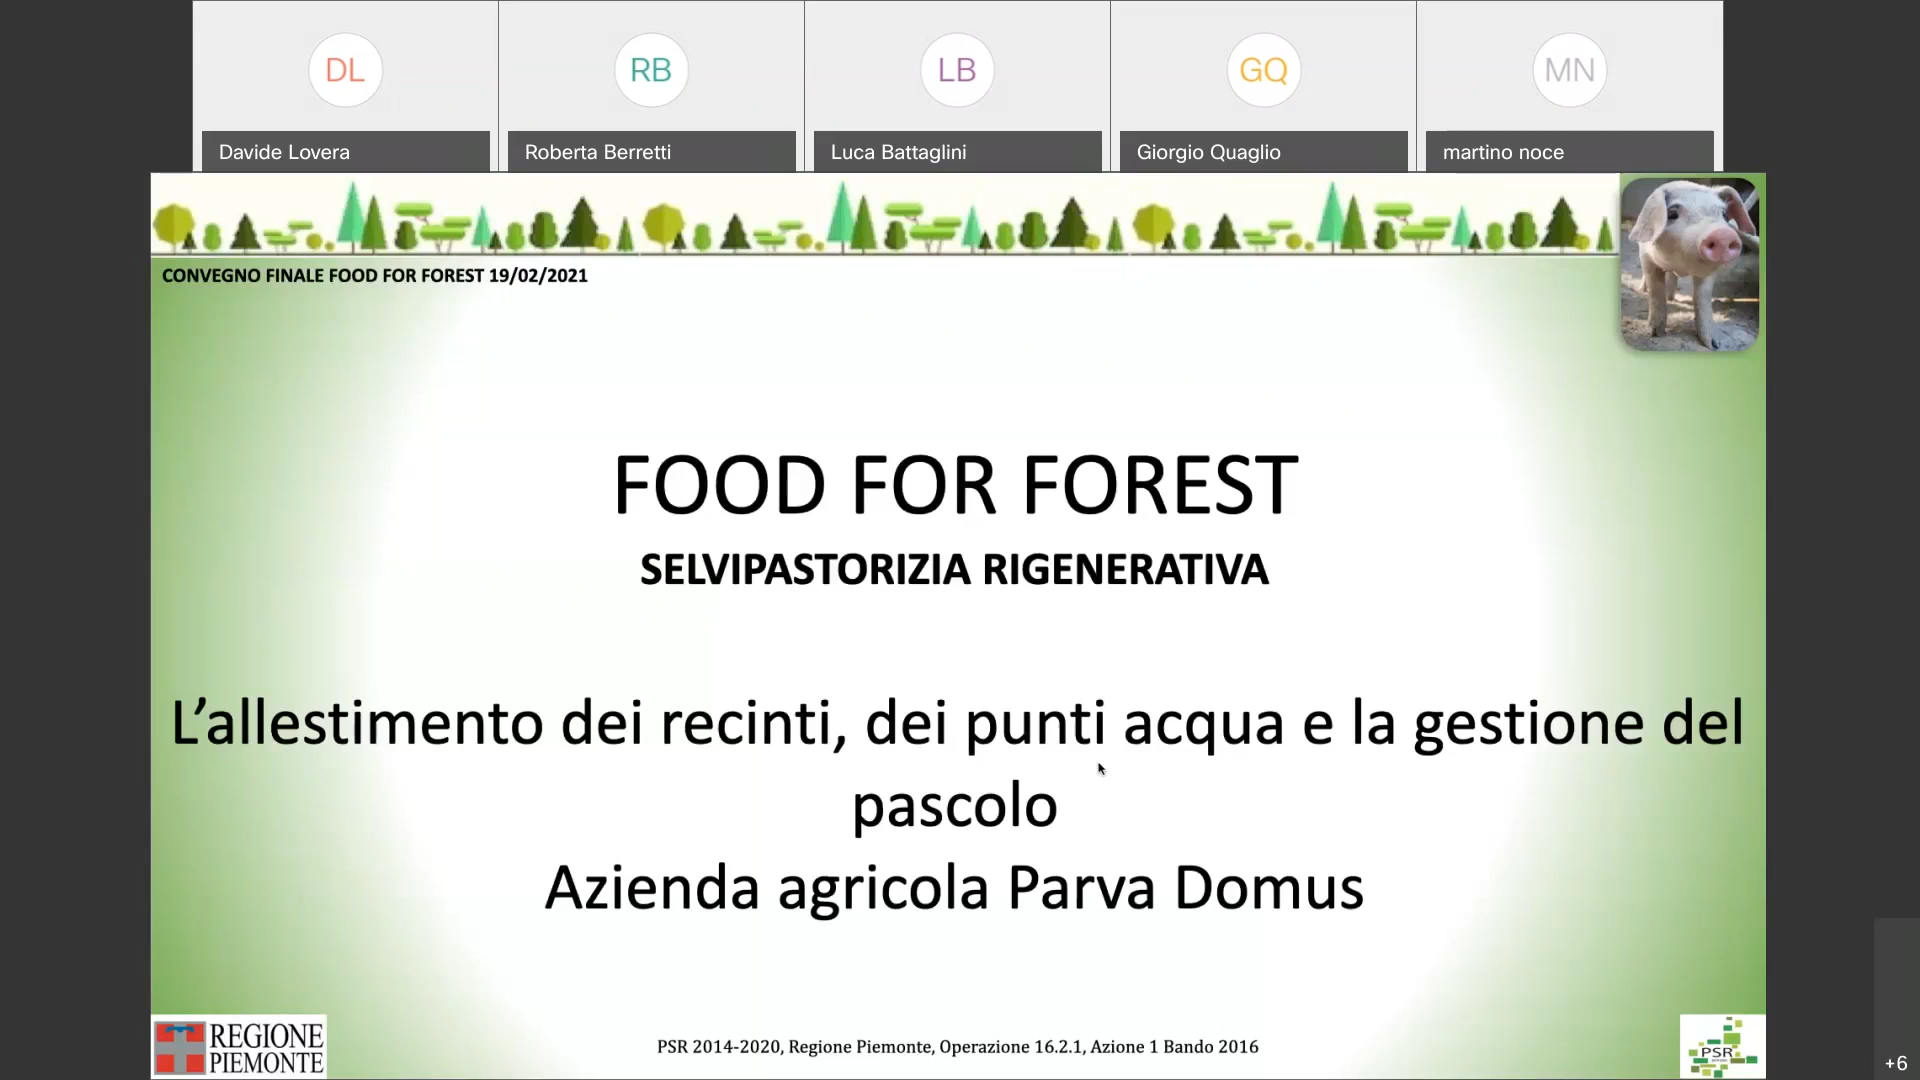 DL
RB
LB
GQ
MN
Davide Lovera
Roberta Berretti
Luca Battaglini
Giorgio Quaglio
martino noce
CONVEGNO FINALE FOOD FOR FOREST 19/02/2021
FOOD FOR FOREST
SELVIPASTORIZIA RIGENERATIVA
L’allestimento dei recinti, dei punti acqua e la gestione del
pascolo
Azienda agricola Parva Domus
REGIONE
PIEMONTE
PSR 2014-2020, Regione Piemonte, Operazione 16.2.1, Azione 1 Bando 2016
PSR
+6